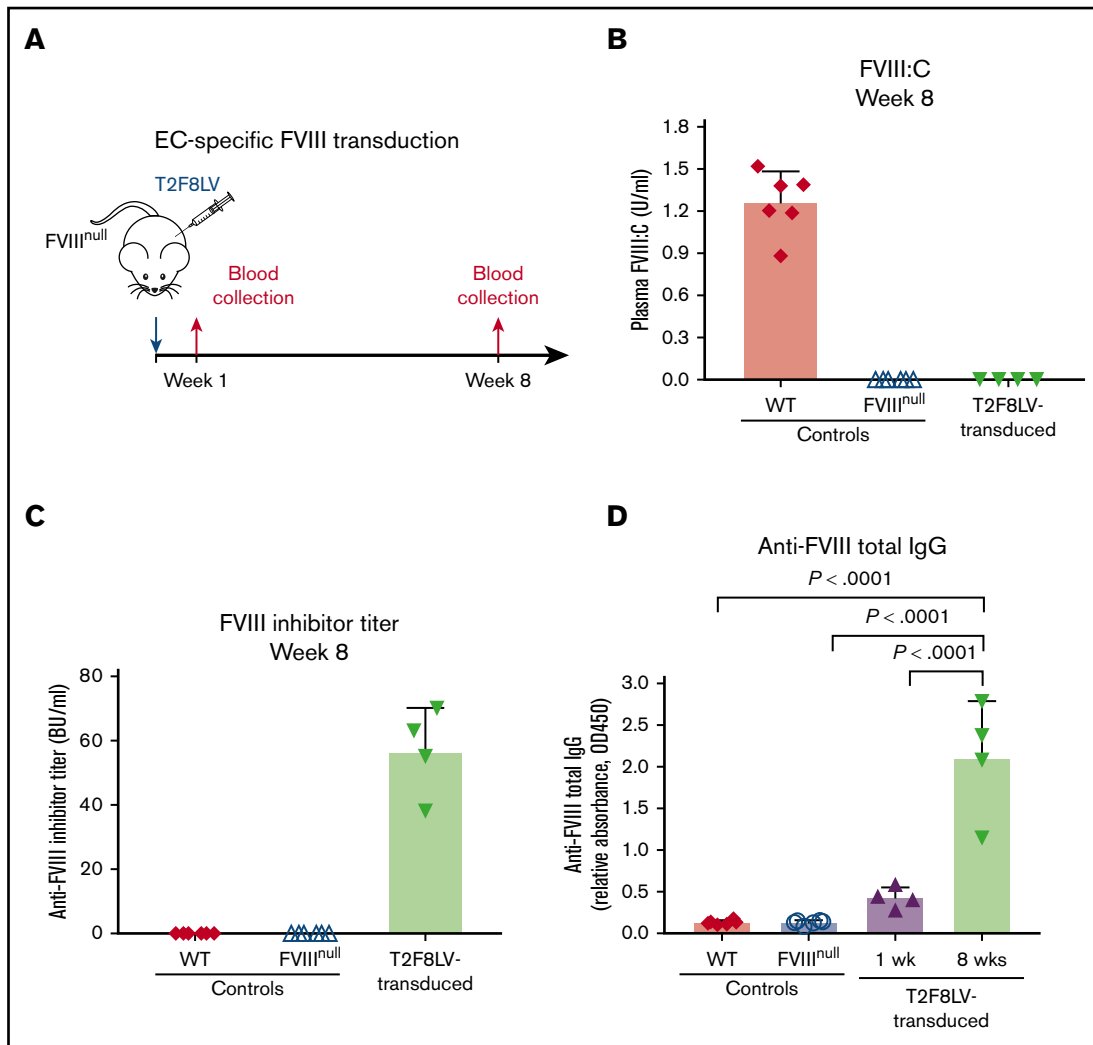 A
EC-specific FVIII transduction
T2F8LV
FVIIInull
Blood
collection
Blood
collection
Week 1
Week 8
B
FVIII:C
Week 8
Plasma FVIII:C (U/ml)
1.8
1.5
1.2
0.9
0.6
0.3
0.0
WT
FVIIInull
T2F8LV-
transduced
Controls
C
FVIII inhibitor titer
Week 8
Anti-FVIII inhibitor titer (BU/ml)
80
60
40
20
0
WT
FVIIInull
T2F8LV-
transduced
Controls
D
Anti-FVIII total IgG
P < .0001
P < .0001
P < .0001
Anti-FVIII total IgG
(relative absorbance, OD450)
3.0
2.5
2.0
1.5
1.0
0.5
0.0
WT
FVIIInull
1 wk
8 wks
Controls
T2F8LV-
transduced